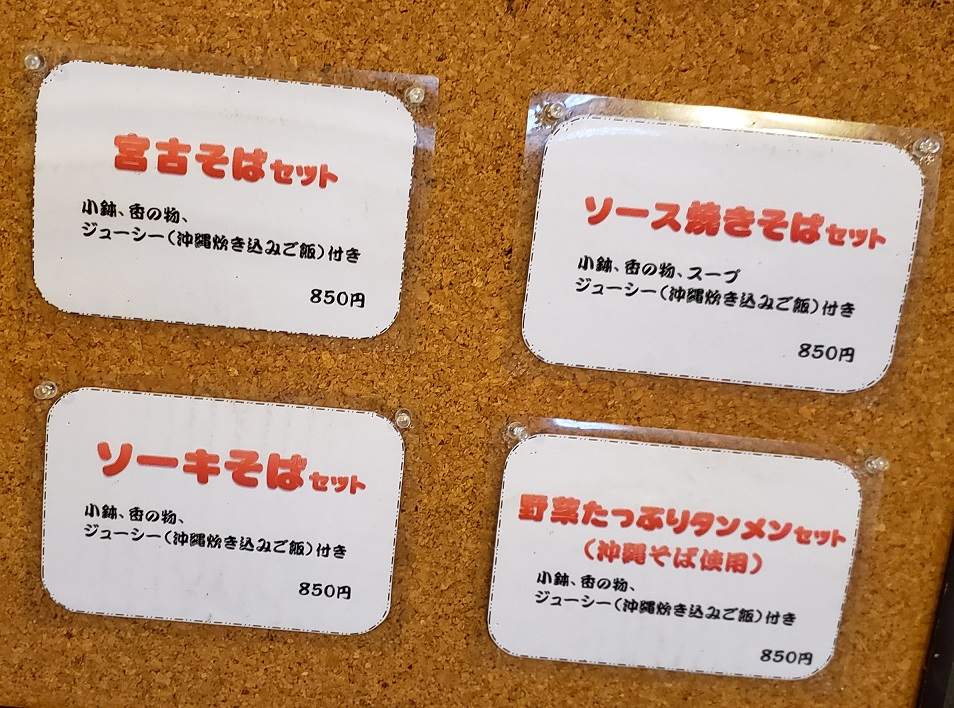 宮古そばセット
小鉢、香の物、
ジューシー(沖縄炊き込みご飯)付き
850円
ソース焼きそばセット
小鉢、香の物、スープ
ジューシー(沖縄炊き込みご飯)付き
850円
ソーキそばセット
小鉢、香の物、
ジューシー(沖縄炊き込みご飯)付き
850円
野菜たっぷりタンメンセット
(沖縄そば使用)
小鉢、香の物、
ジューシー(沖縄炊き込みご飯)付き
850円